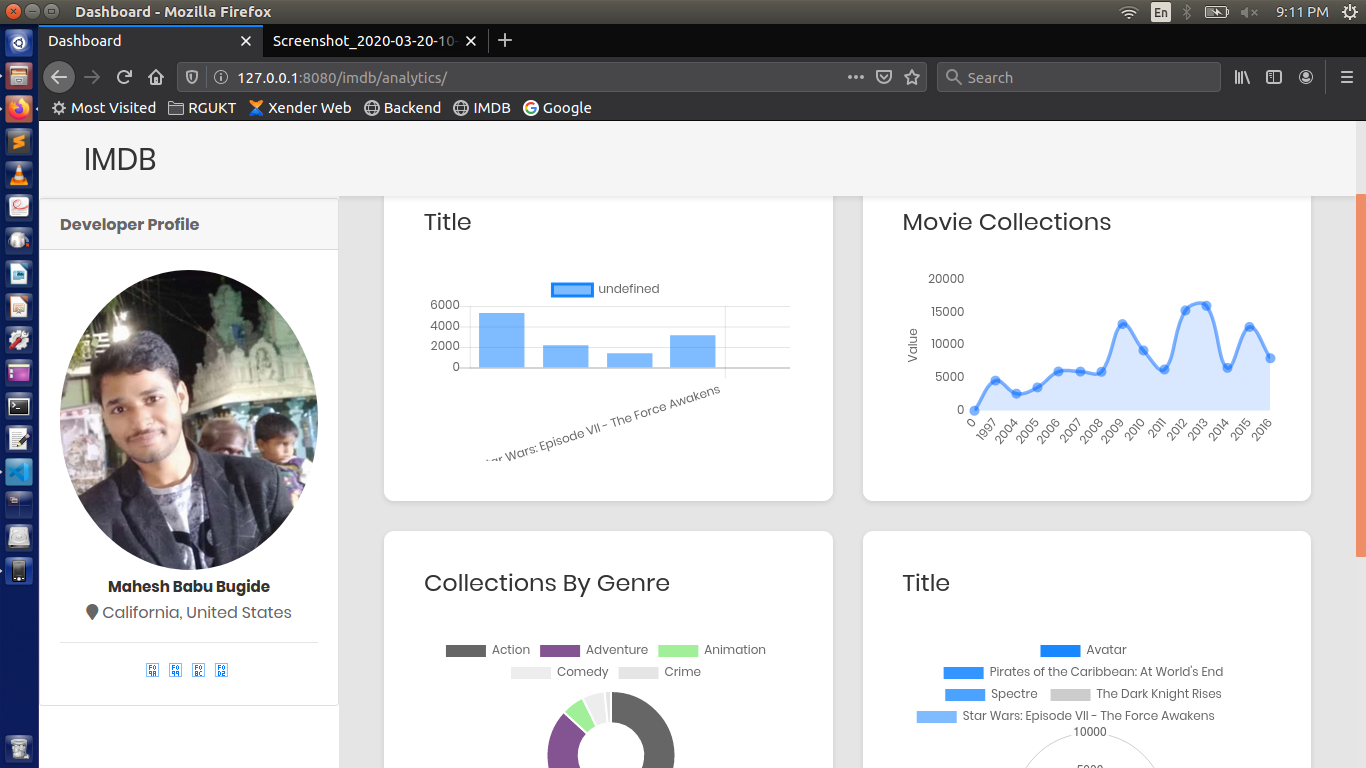 Dashboard - Mozilla Firefox
En
9:11 PM
Dashboard
Screenshot_2020-03-20-10-
127.0.0.1:8080/imdb/analytics/
Search
Most Visited
RGUKT
Xender Web
Backend
IMDB
Google
IMDB
Developer Profile
Mahesh Babu Bugide
California, United States
Title
undefined
6000
4000
2000
0
ar Wars: Episode VII - The Force Awakens
Movie Collections
20000
15000
10000
5000
0
Value
0 1997 2004 2005 2006 2007 2008 2009 2010 2011 2012 2013 2014 2015 2016
Collections By Genre
Action Adventure Animation
Comedy Crime
Title
Avatar
Pirates of the Caribbean: At World's End
Spectre The Dark Knight Rises
Star Wars: Episode VII - The Force Awakens
10000